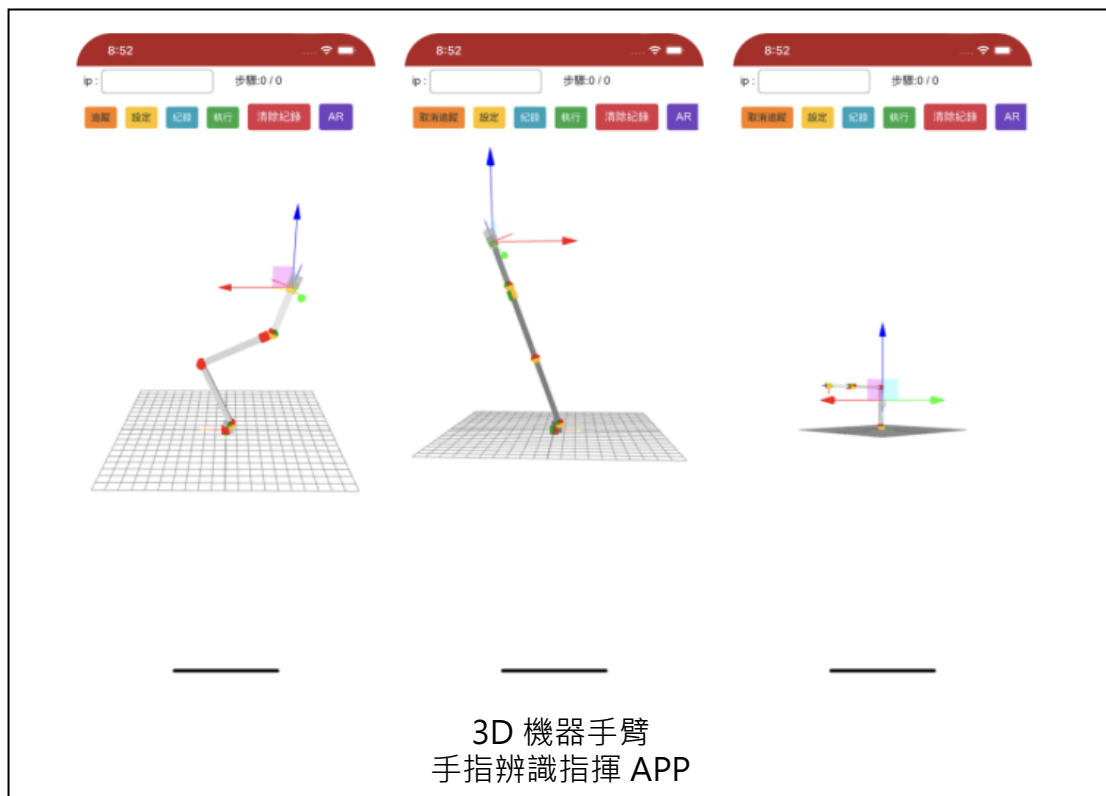 8:52
ip :
步驟:0 / 0
追蹤 設定 紀錄 執行 清除紀錄 AR
8:52
ip :
步驟:0 / 0
取消追蹤 設定 紀錄 執行 清除紀錄 AR
8:52
ip :
步驟:0 / 0
取消追蹤 設定 紀錄 執行 清除紀錄 AR
3D 機器手臂
手指辨識指揮 APP